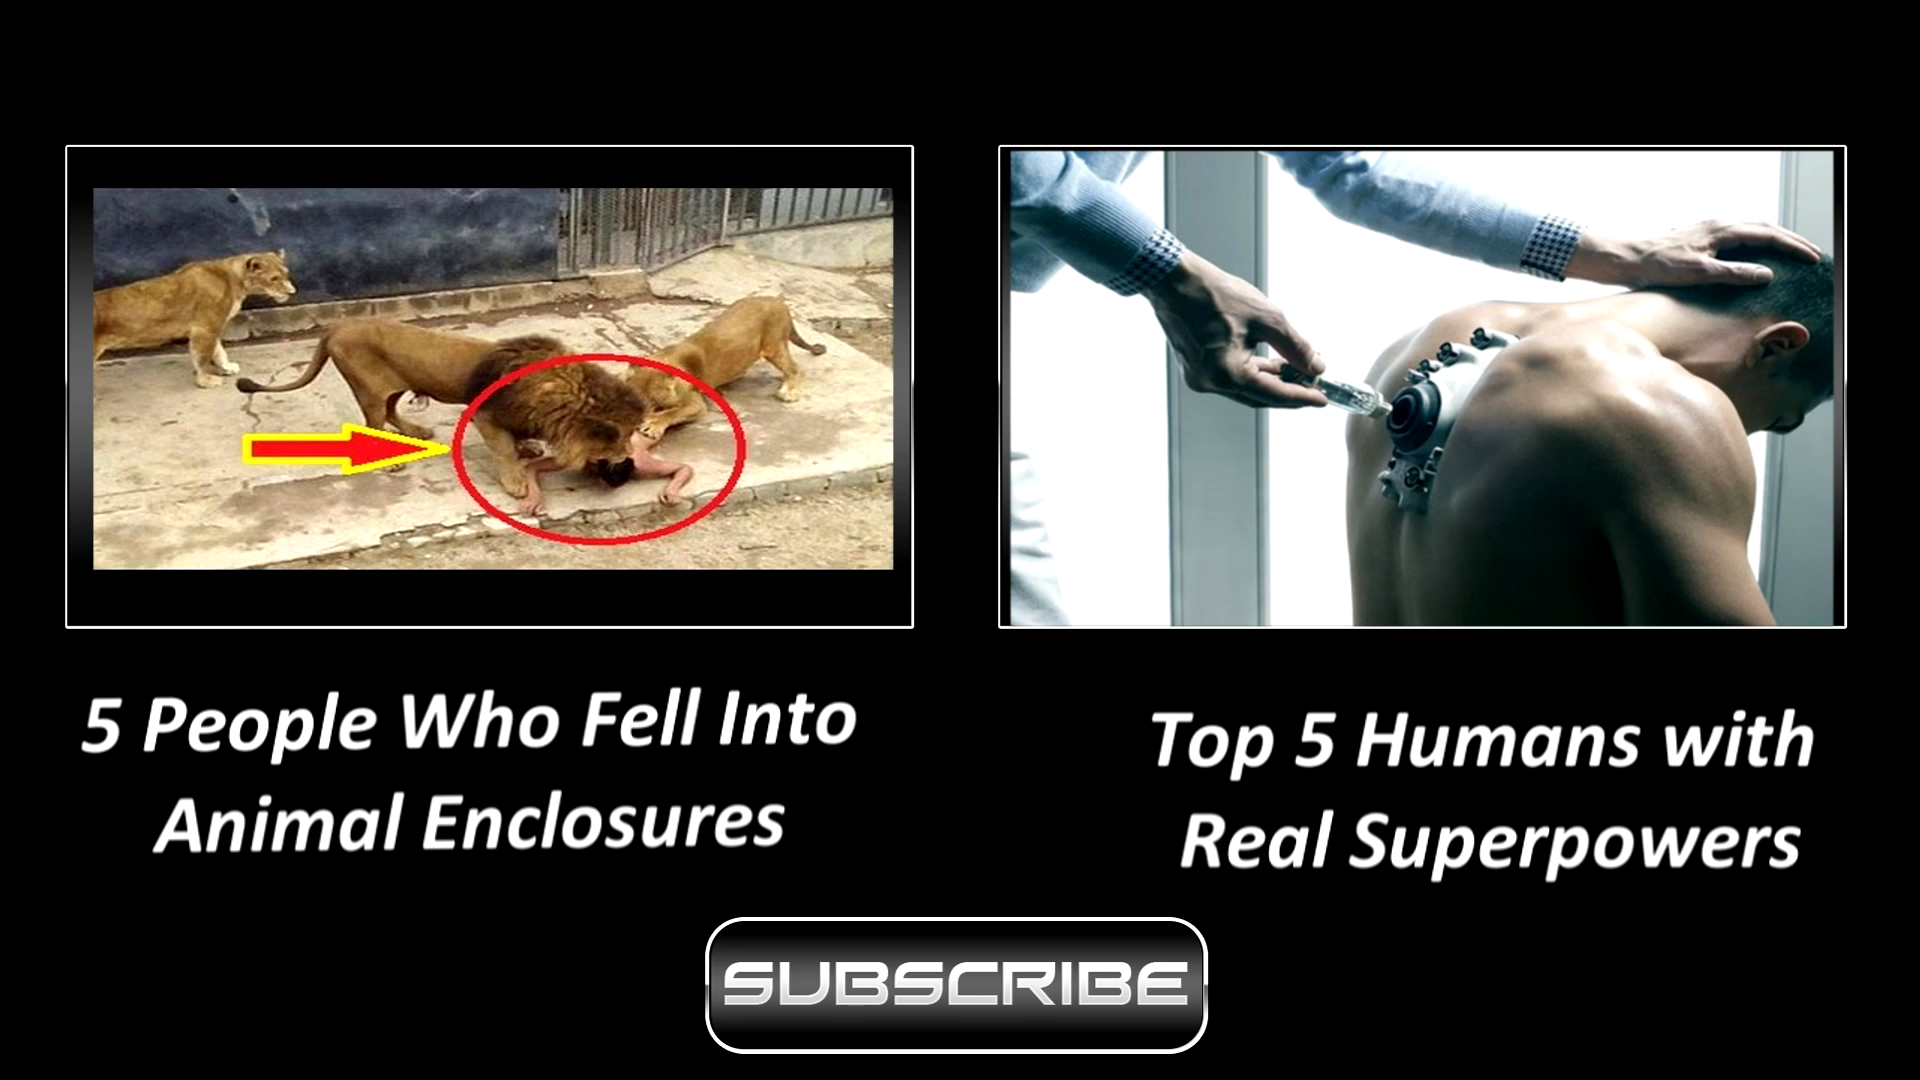 5 People Who Fell Into
Animal Enclosures
Top 5 Humans with
Real Superpowers
SUBSCRIBE